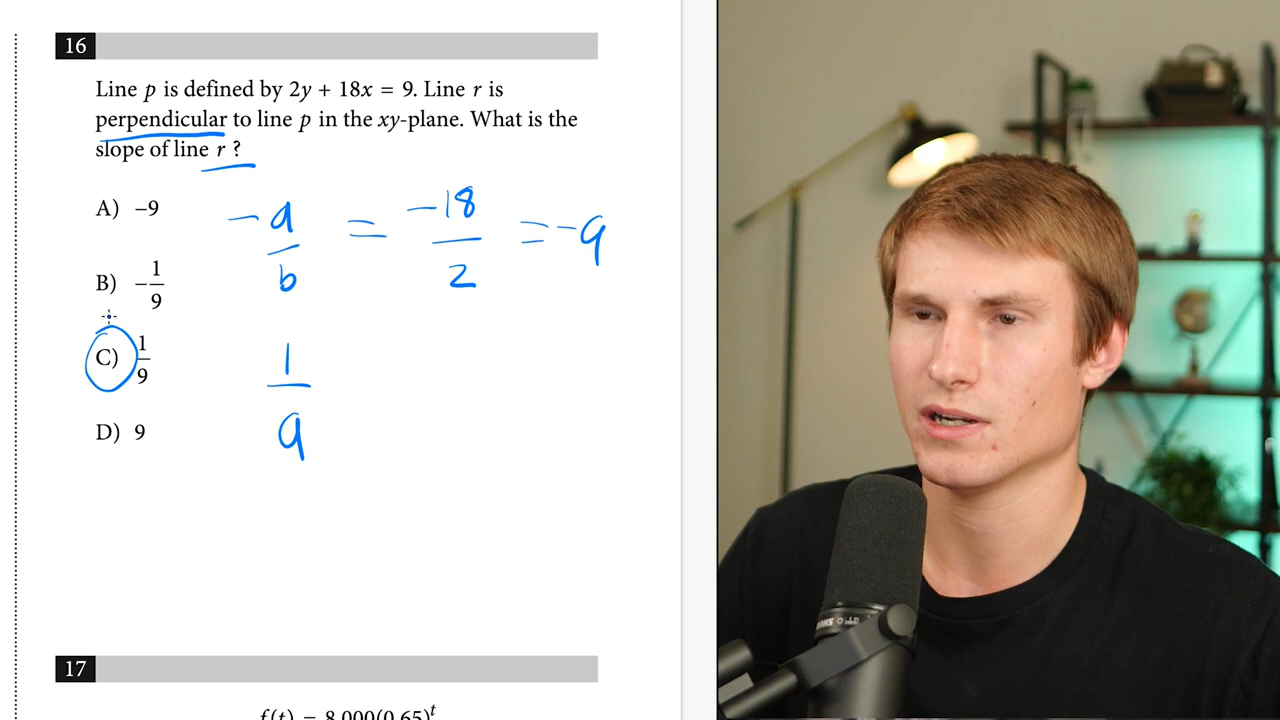 16
Line p is defined by 2y + 18x = 9. Line r is
perpendicular to line p in the xy-plane. What is the
slope of line r ?
A) −9
B) −1/9
C) 1/9
D) 9
−a/b = −18/2 = −9
1/9
17
f(t) = 8,000(0.65)^t